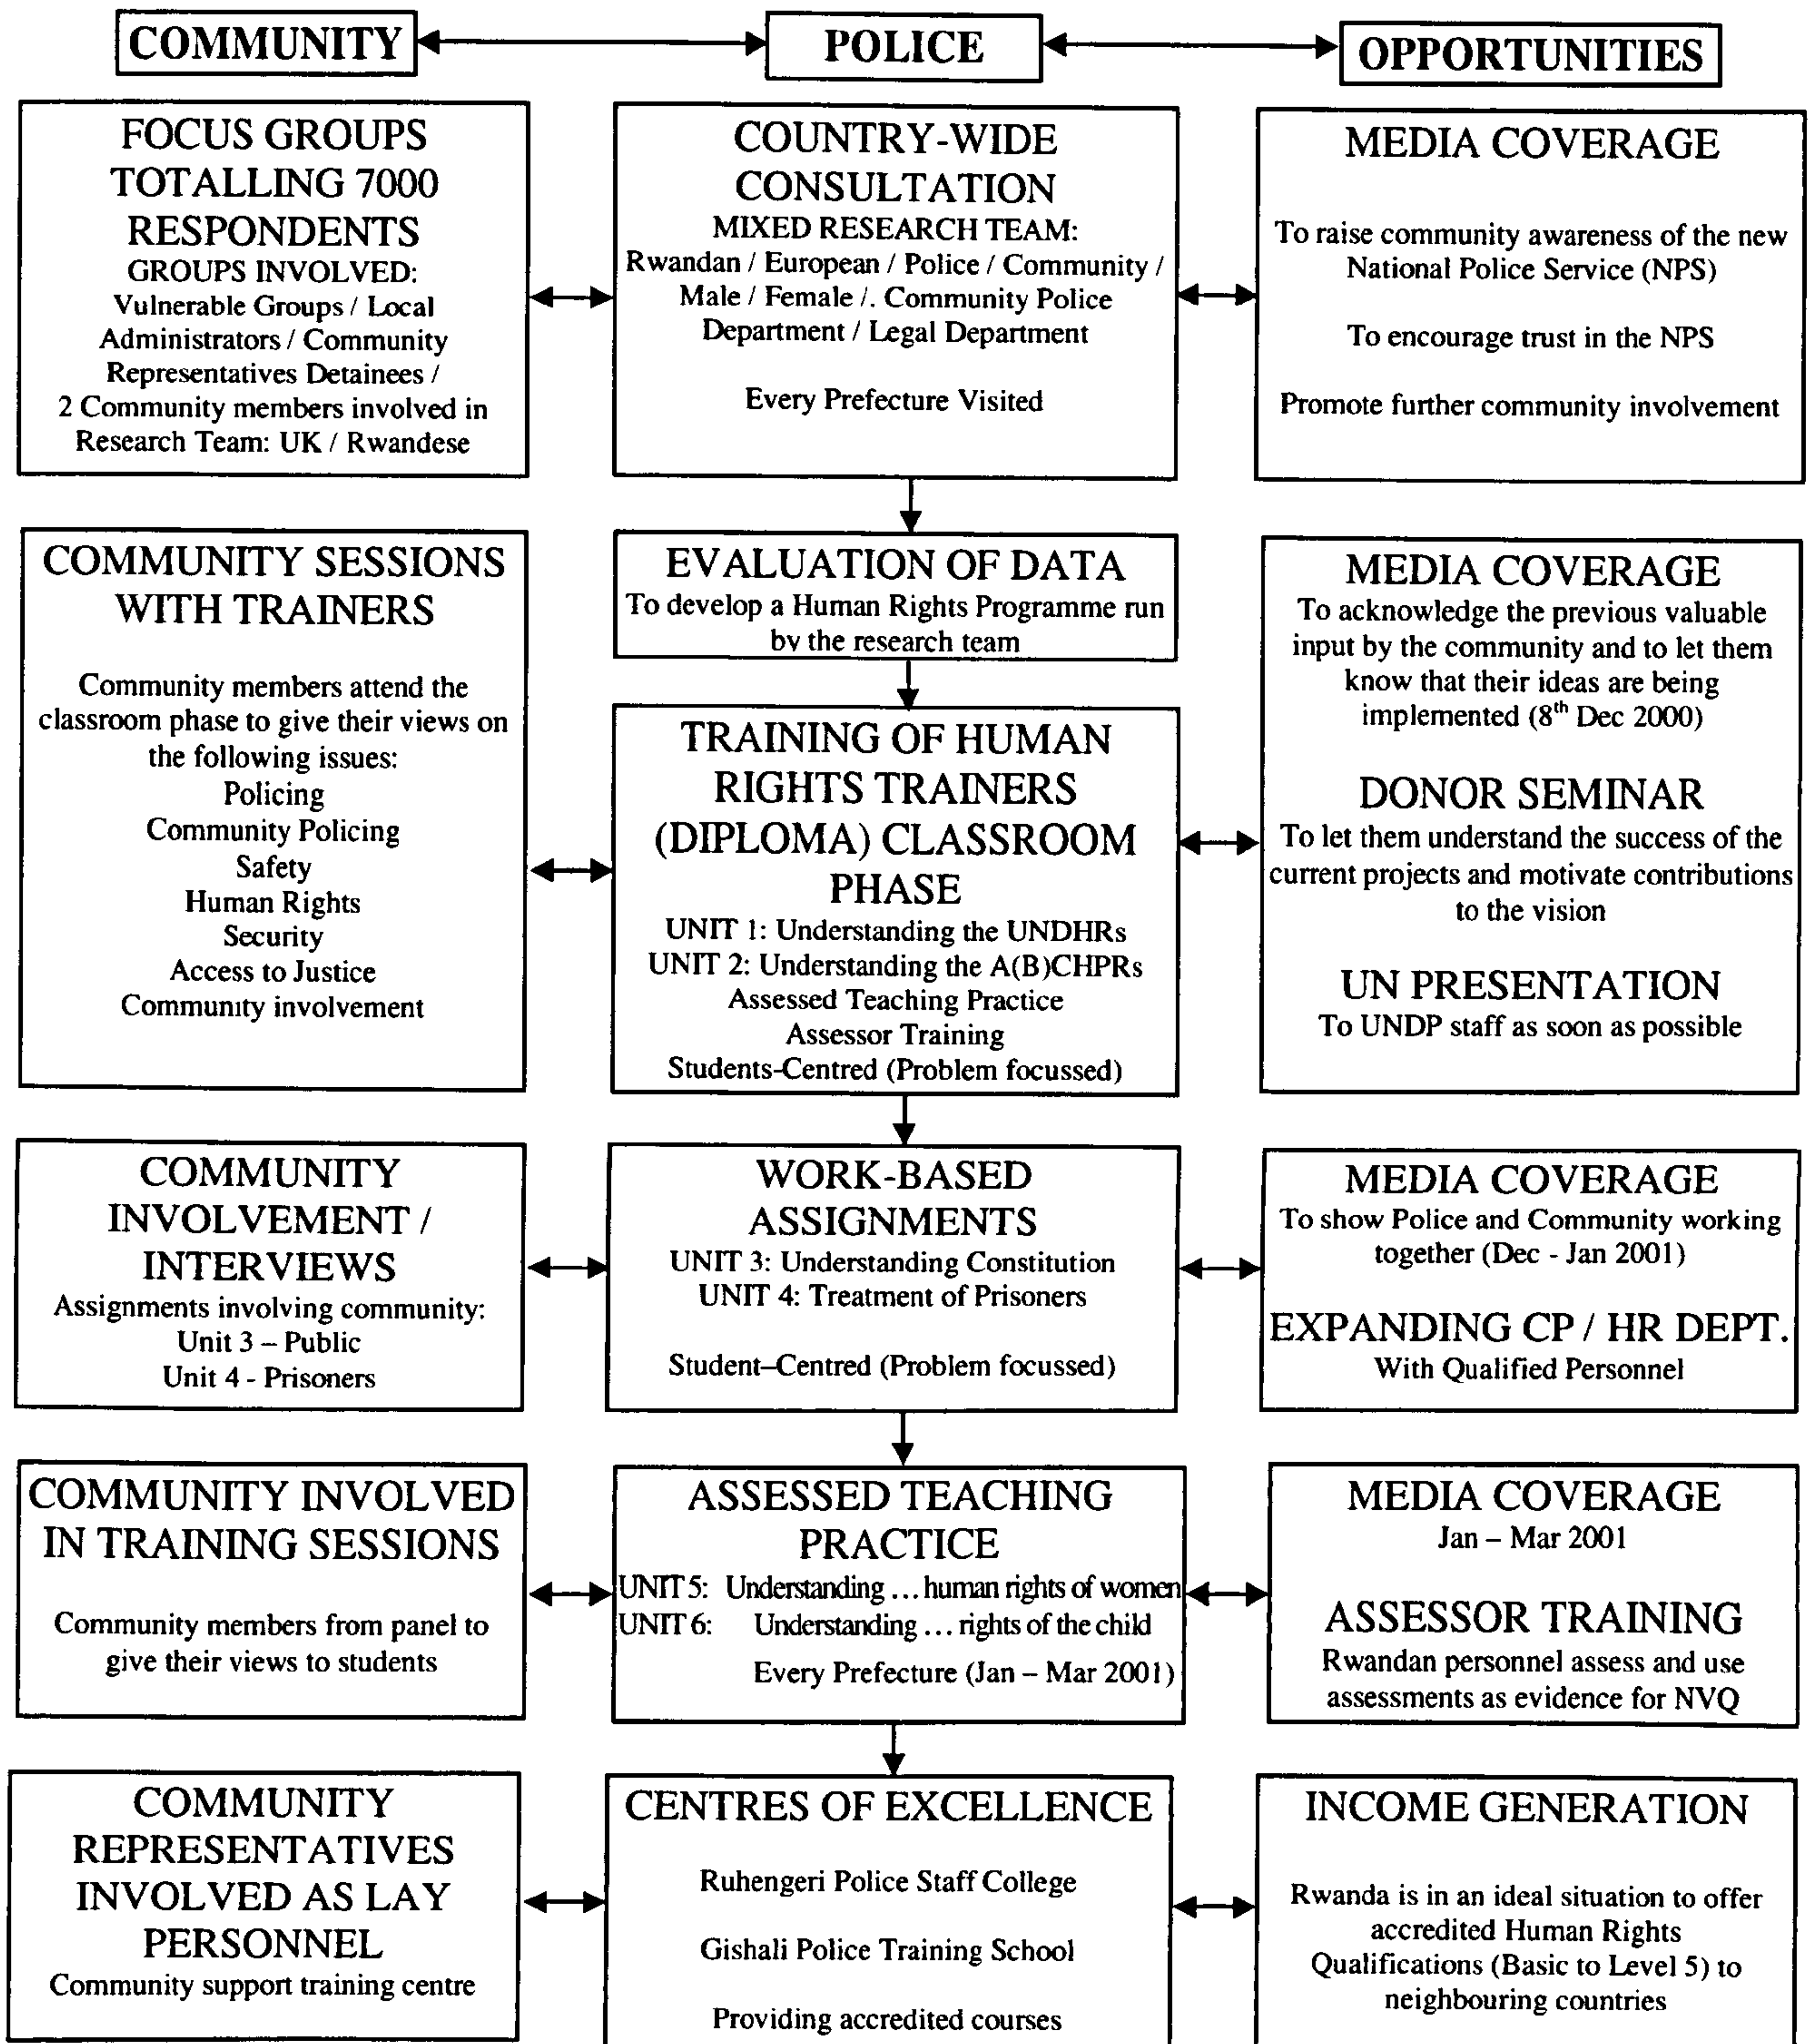 COMMUNITY
POLICE
OPPORTUNITIES
FOCUS GROUPS
TOTALLING 7000
RESPONDENTS
GROUPS INVOLVED:
Vulnerable Groups / Local
Administrators / Community
Representatives Detainees /
2 Community members involved in
Research Team: UK / Rwandese
COUNTRY-WIDE
CONSULTATION
MIXED RESEARCH TEAM:
Rwandan / European / Police / Community /
Male / Female /. Community Police
Department / Legal Department
Every Prefecture Visited
MEDIA COVERAGE
To raise community awareness of the new
National Police Service (NPS)
To encourage trust in the NPS
Promote further community involvement
COMMUNITY SESSIONS
WITH TRAINERS
Community members attend the
classroom phase to give their views on
the following issues:
Policing
Community Policing
Safety
Human Rights
Security
Access to Justice
Community involvement
EVALUATION OF DATA
To develop a Human Rights Programme run
by the research team
TRAINING OF HUMAN
RIGHTS TRAINERS
(DIPLOMA) CLASSROOM
PHASE
UNIT 1: Understanding the UNDHRs
UNIT 2: Understanding the A(B)CHPRs
Assessed Teaching Practice
Assessor Training
Students-Centred (Problem focussed)
MEDIA COVERAGE
To acknowledge the previous valuable
input by the community and to let them
know that their ideas are being
implemented (8th Dec 2000)
DONOR SEMINAR
To let them understand the success of the
current projects and motivate contributions
to the vision
UN PRESENTATION
To UNDP staff as soon as possible
COMMUNITY
INVOLVEMENT /
INTERVIEWS
Assignments involving community:
Unit 3 – Public
Unit 4 - Prisoners
WORK-BASED
ASSIGNMENTS
UNIT 3: Understanding Constitution
UNIT 4: Treatment of Prisoners
Student–Centred (Problem focussed)
MEDIA COVERAGE
To show Police and Community working
together (Dec - Jan 2001)
EXPANDING CP / HR DEPT.
With Qualified Personnel
COMMUNITY INVOLVED
IN TRAINING SESSIONS
Community members from panel to
give their views to students
ASSESSED TEACHING
PRACTICE
UNIT 5: Understanding ... human rights of women
UNIT 6: Understanding ... rights of the child
Every Prefecture (Jan – Mar 2001)
MEDIA COVERAGE
Jan – Mar 2001
ASSESSOR TRAINING
Rwandan personnel assess and use
assessments as evidence for NVQ
COMMUNITY
REPRESENTATIVES
INVOLVED AS LAY
PERSONNEL
Community support training centre
CENTRES OF EXCELLENCE
Ruhengeri Police Staff College
Gishali Police Training School
Providing accredited courses
INCOME GENERATION
Rwanda is in an ideal situation to offer
accredited Human Rights
Qualifications (Basic to Level 5) to
neighbouring countries